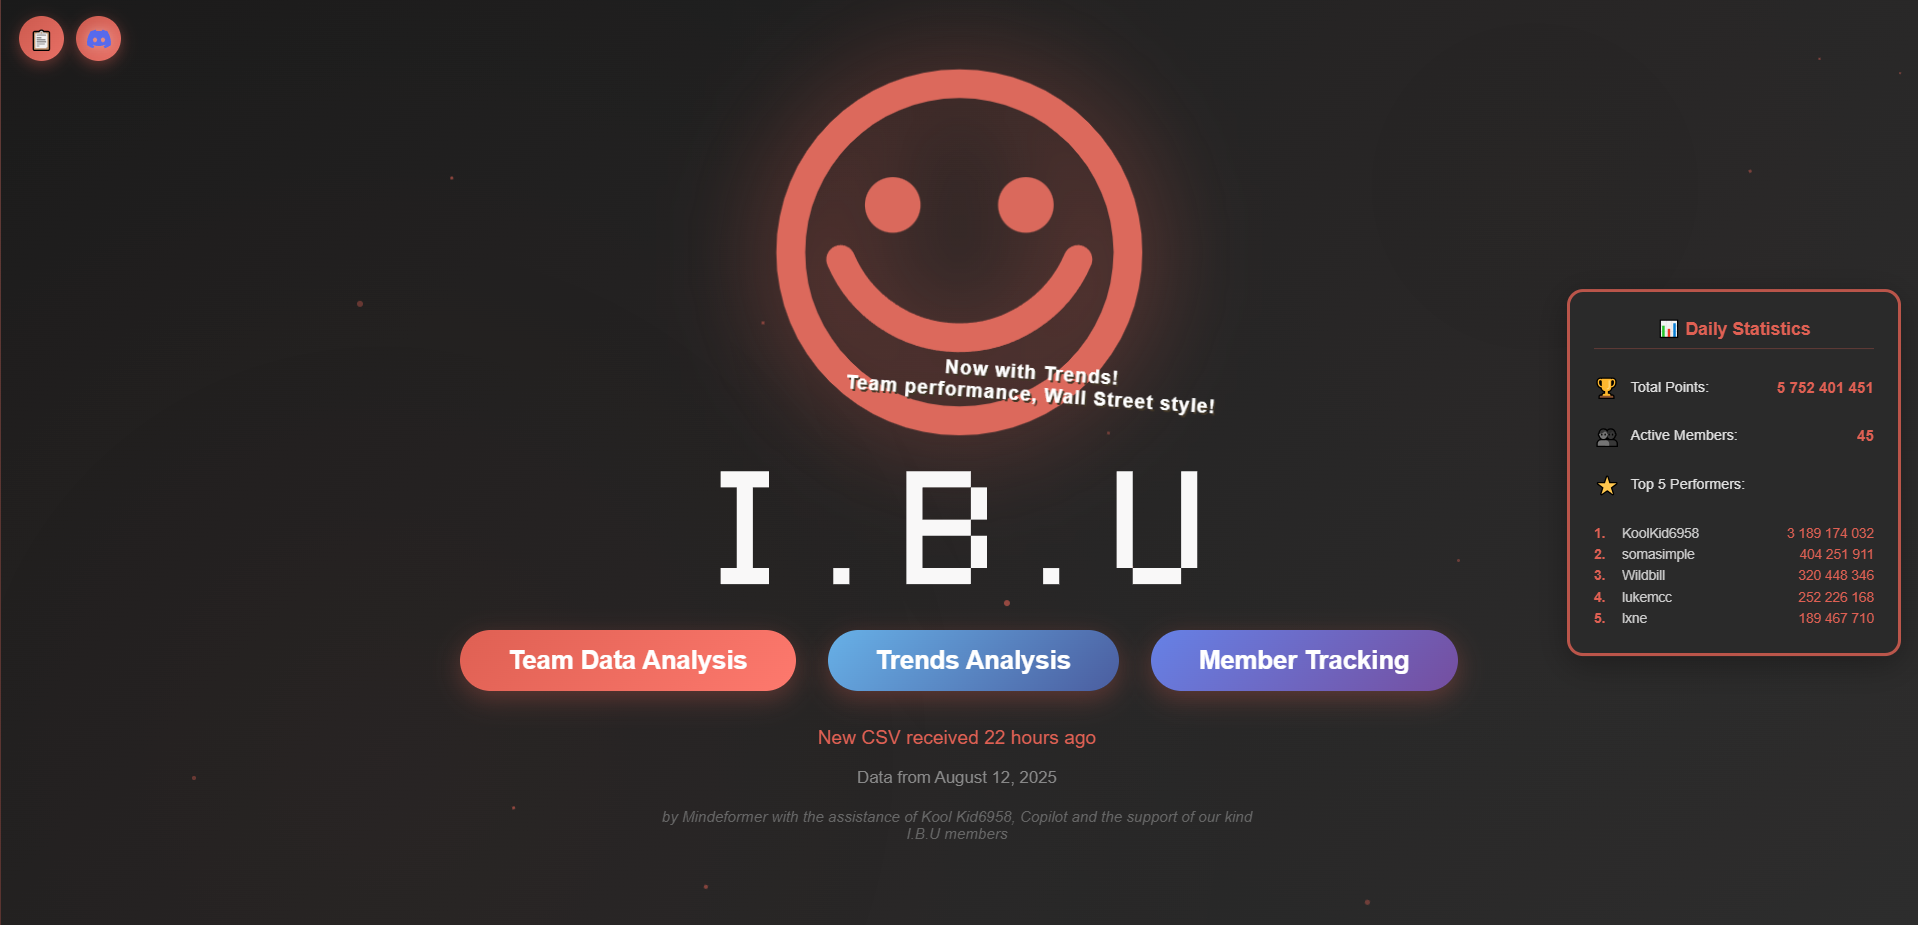 Now with Trends!
Team performance, Wall Street style!
I.B.U
Team Data Analysis
Trends Analysis
Member Tracking
New CSV received 22 hours ago
Data from August 12, 2025
by Mindeformer with the assistance of Kool Kid6958, Copilot and the support of our kind
I.B.U members
Daily Statistics
Total Points: 5 752 401 451
Active Members: 45
Top 5 Performers:
1. KoolKid6958 3 189 174 032
2. somasimple 404 251 911
3. Wildbill 320 448 346
4. lukemcc 252 226 168
5. lxne 189 467 710